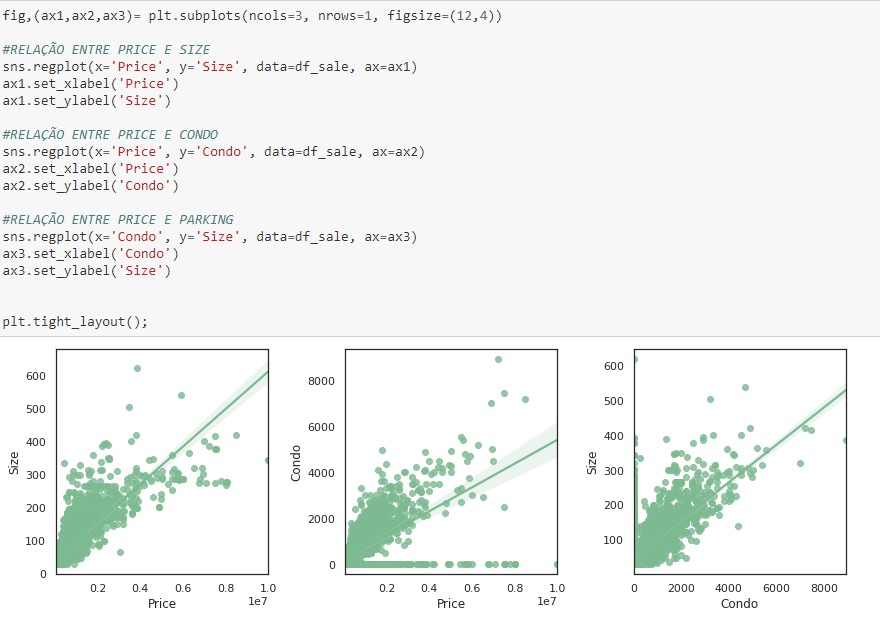 fig,(ax1,ax2,ax3)= plt.subplots(ncols=3, nrows=1, figsize=(12,4))
#RELAÇÃO ENTRE PRICE E SIZE
sns.regplot(x='Price', y='Size', data=df_sale, ax=ax1)
ax1.set_xlabel('Price')
ax1.set_ylabel('Size')
#RELAÇÃO ENTRE PRICE E CONDO
sns.regplot(x='Price', y='Condo', data=df_sale, ax=ax2)
ax2.set_xlabel('Price')
ax2.set_ylabel('Condo')
#RELAÇÃO ENTRE PRICE E PARKING
sns.regplot(x='Condo', y='Size', data=df_sale, ax=ax3)
ax3.set_xlabel('Condo')
ax3.set_ylabel('Size')
plt.tight_layout();
600
500
400
300
200
100
0
Size
0.2 0.4 0.6 0.8 1.0
1e7
Price
8000
6000
4000
2000
0
Condo
0.2 0.4 0.6 0.8 1.0
1e7
Price
600
500
400
300
200
100
Size
0 2000 4000 6000 8000
Condo